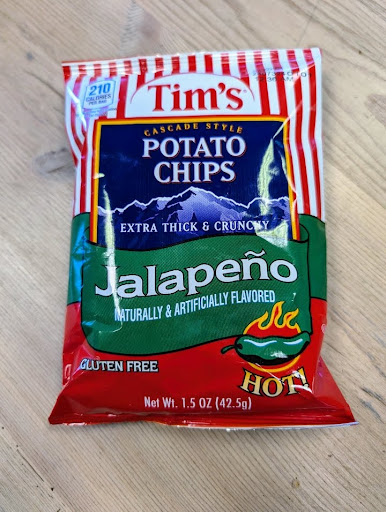 210
CALORIES
PER BAG
Tim's®
CASCADE STYLE
POTATO
CHIPS
EXTRA THICK & CRUNCHY
Jalapeño
NATURALLY & ARTIFICIALLY FLAVORED
GLUTEN FREE
HOT!
Net Wt. 1.5 OZ (42.5g)